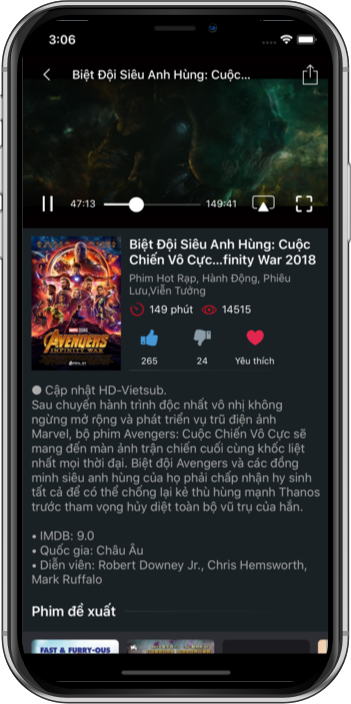 3:06
Biệt Đội Siêu Anh Hùng: Cuộc...
47:13
149:41
Biệt Đội Siêu Anh Hùng: Cuộc
Chiến Vô Cực...finity War 2018
Phim Hot Rạp, Hành Động, Phiêu
Lưu,Viễn Tưởng
149 phút
14515
265
24
Yêu thích
MARVEL STUDIOS
AVENGERS
INFINITY WAR
● Cập nhật HD-Vietsub.
Sau chuyến hành trình độc nhất vô nhị không
ngừng mở rộng và phát triển vụ trũ điện ảnh
Marvel, bộ phim Avengers: Cuộc Chiến Vô Cực sẽ
mang đến màn ảnh trận chiến cuối cùng khốc liệt
nhất mọi thời đại. Biệt đội Avengers và các đồng
minh siêu anh hùng của họ phải chấp nhận hy sinh
tất cả để có thể chống lại kẻ thù hùng mạnh Thanos
trước tham vọng hủy diệt toàn bộ vũ trụ của hắn.
• IMDB: 9.0
• Quốc gia: Châu Âu
• Diễn viên: Robert Downey Jr., Chris Hemsworth,
Mark Ruffalo
Phim đề xuất
FAST & FURRY-OUS